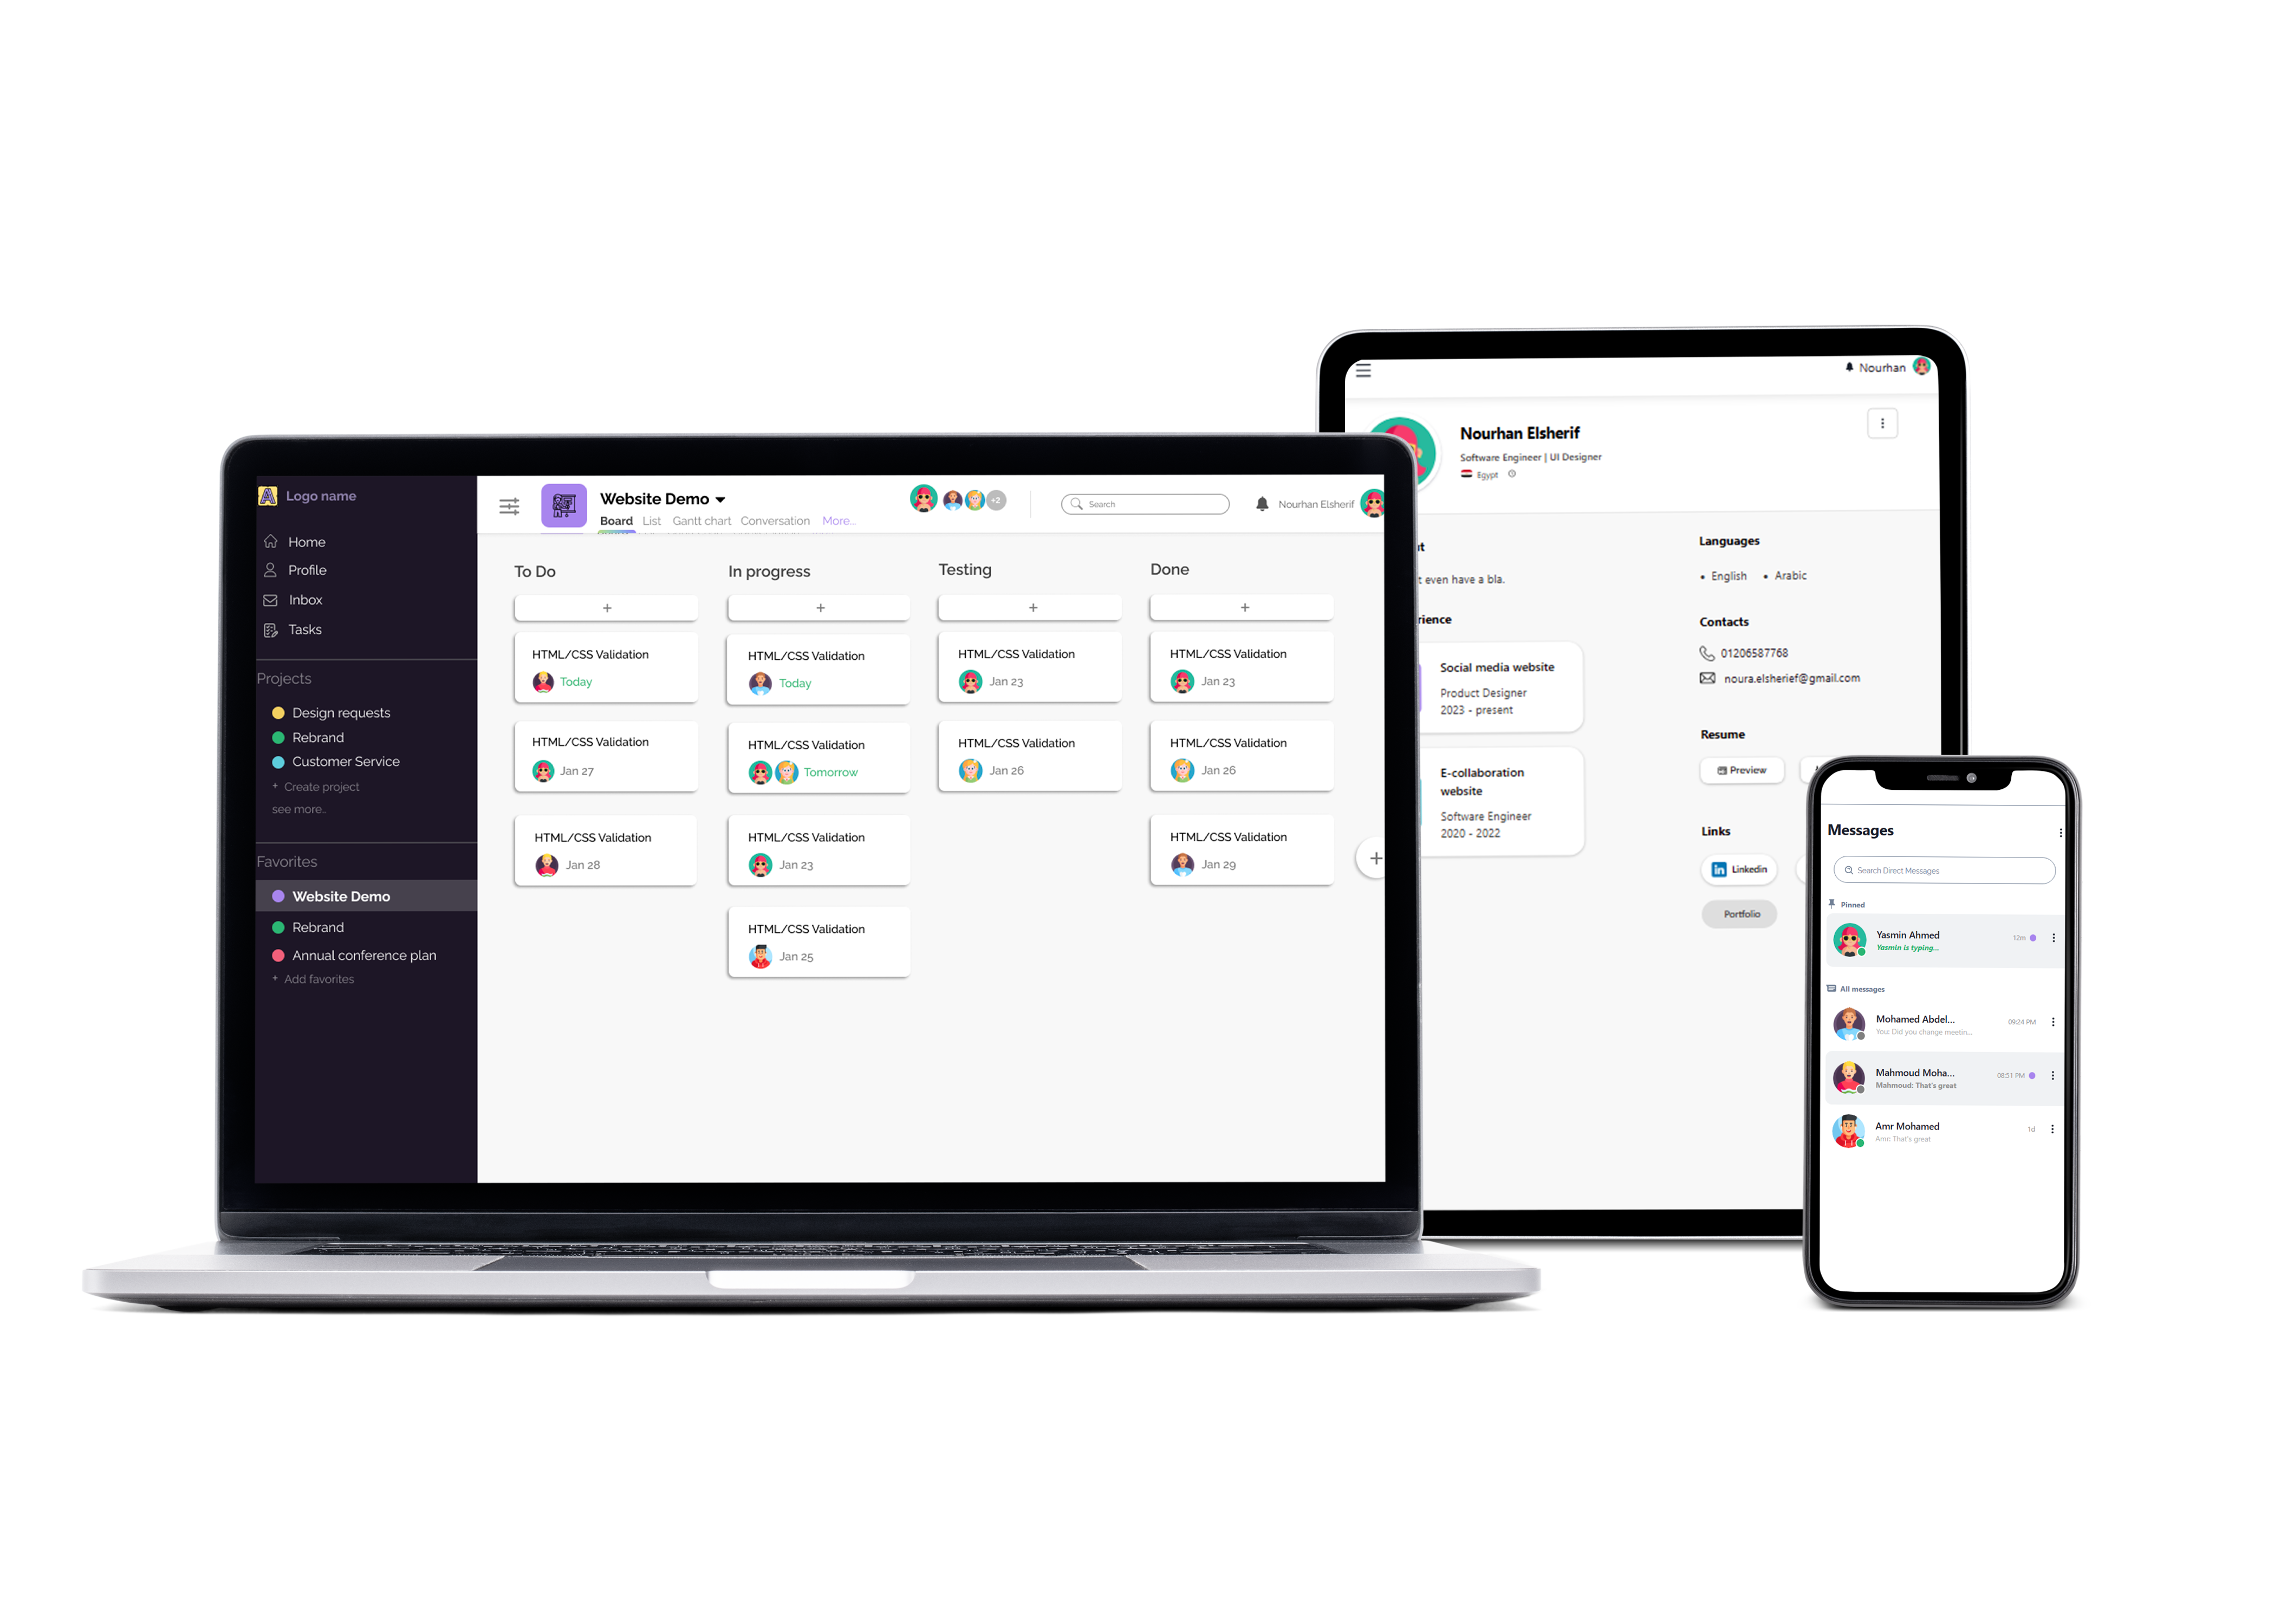 Logo name
Home
Profile
Inbox
Tasks
Projects
Design requests
Rebrand
Customer Service
+ Create project
see more..
Favorites
Website Demo
Rebrand
Annual conference plan
+ Add favorites
Website Demo
Board List Gantt chart Conversation More...
+2
Search
Nourhan Elsherif
To Do
+
HTML/CSS Validation
Today
HTML/CSS Validation
Jan 27
HTML/CSS Validation
Jan 28
In progress
+
HTML/CSS Validation
Today
HTML/CSS Validation
Tomorrow
HTML/CSS Validation
Jan 23
HTML/CSS Validation
Jan 25
Testing
+
HTML/CSS Validation
Jan 23
HTML/CSS Validation
Jan 26
Done
+
HTML/CSS Validation
Jan 23
HTML/CSS Validation
Jan 26
HTML/CSS Validation
Jan 29
+
Nourhan
Nourhan Elsherif
Software Engineer | UI Designer
Egypt
even have a bla.
Social media website
Product Designer
2023 - present
E-collaboration
website
Software Engineer
2020 - 2022
Languages
• English • Arabic
Contacts
01206587768
noura.elsherief@gmail.com
Resume
Preview
Links
Linkedin
Portfolio
Messages
Search Direct Messages
Pinned
Yasmin Ahmed
12m
Yasmin is typing...
All messages
Mohamed Abdel...
09:24 PM
You: Did you change meetin...
Mahmoud Moha...
08:51 PM
Mahmoud: That's great
Amr Mohamed
1d
Amr: That's great